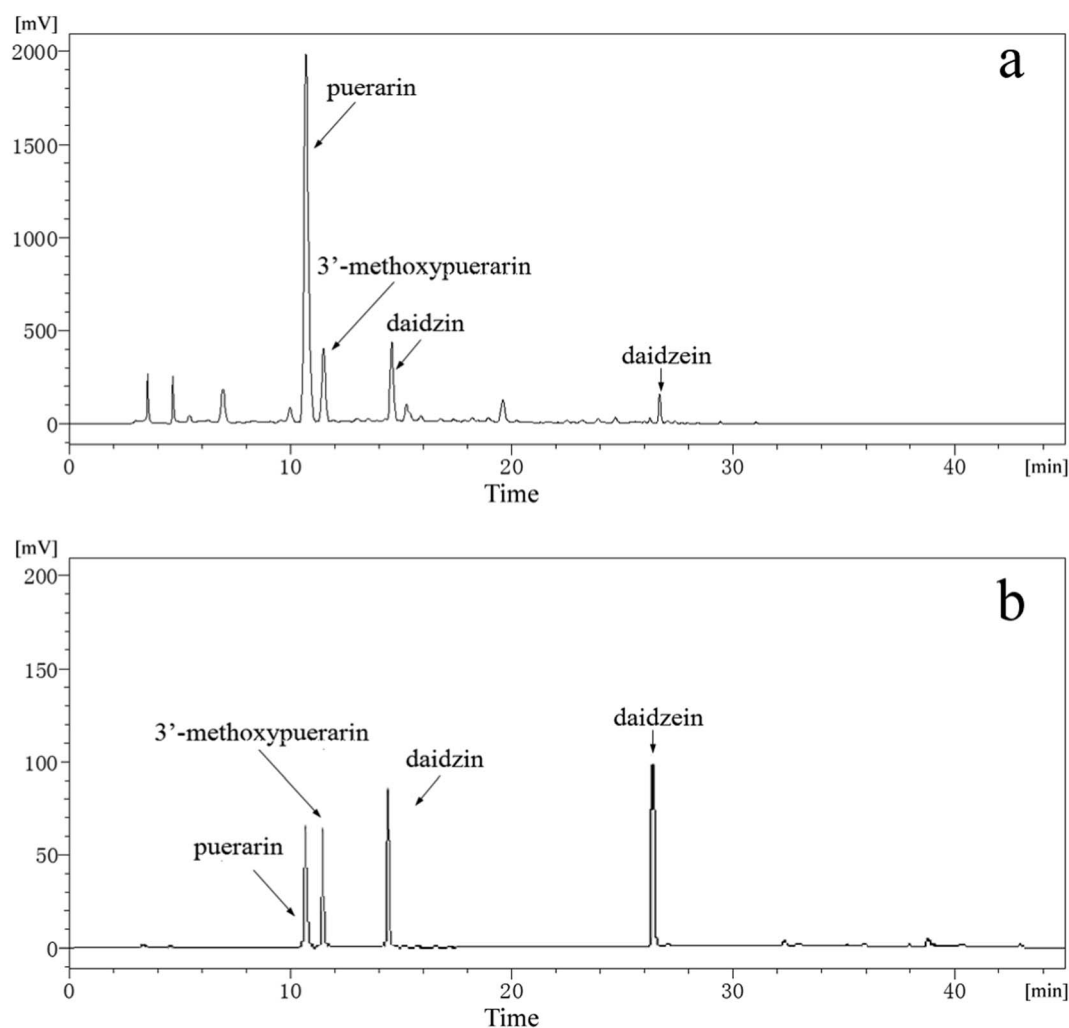 [mV]
a
2000
puerarin
1500
1000
3’-methoxypuerarin
daidzin
500
daidzein
0
0 10 20 30 40 [min]
Time
[mV]
b
200
150
daidzein
3’-methoxypuerarin
daidzin
100
puerarin
50
0
0 10 20 30 40 [min]
Time